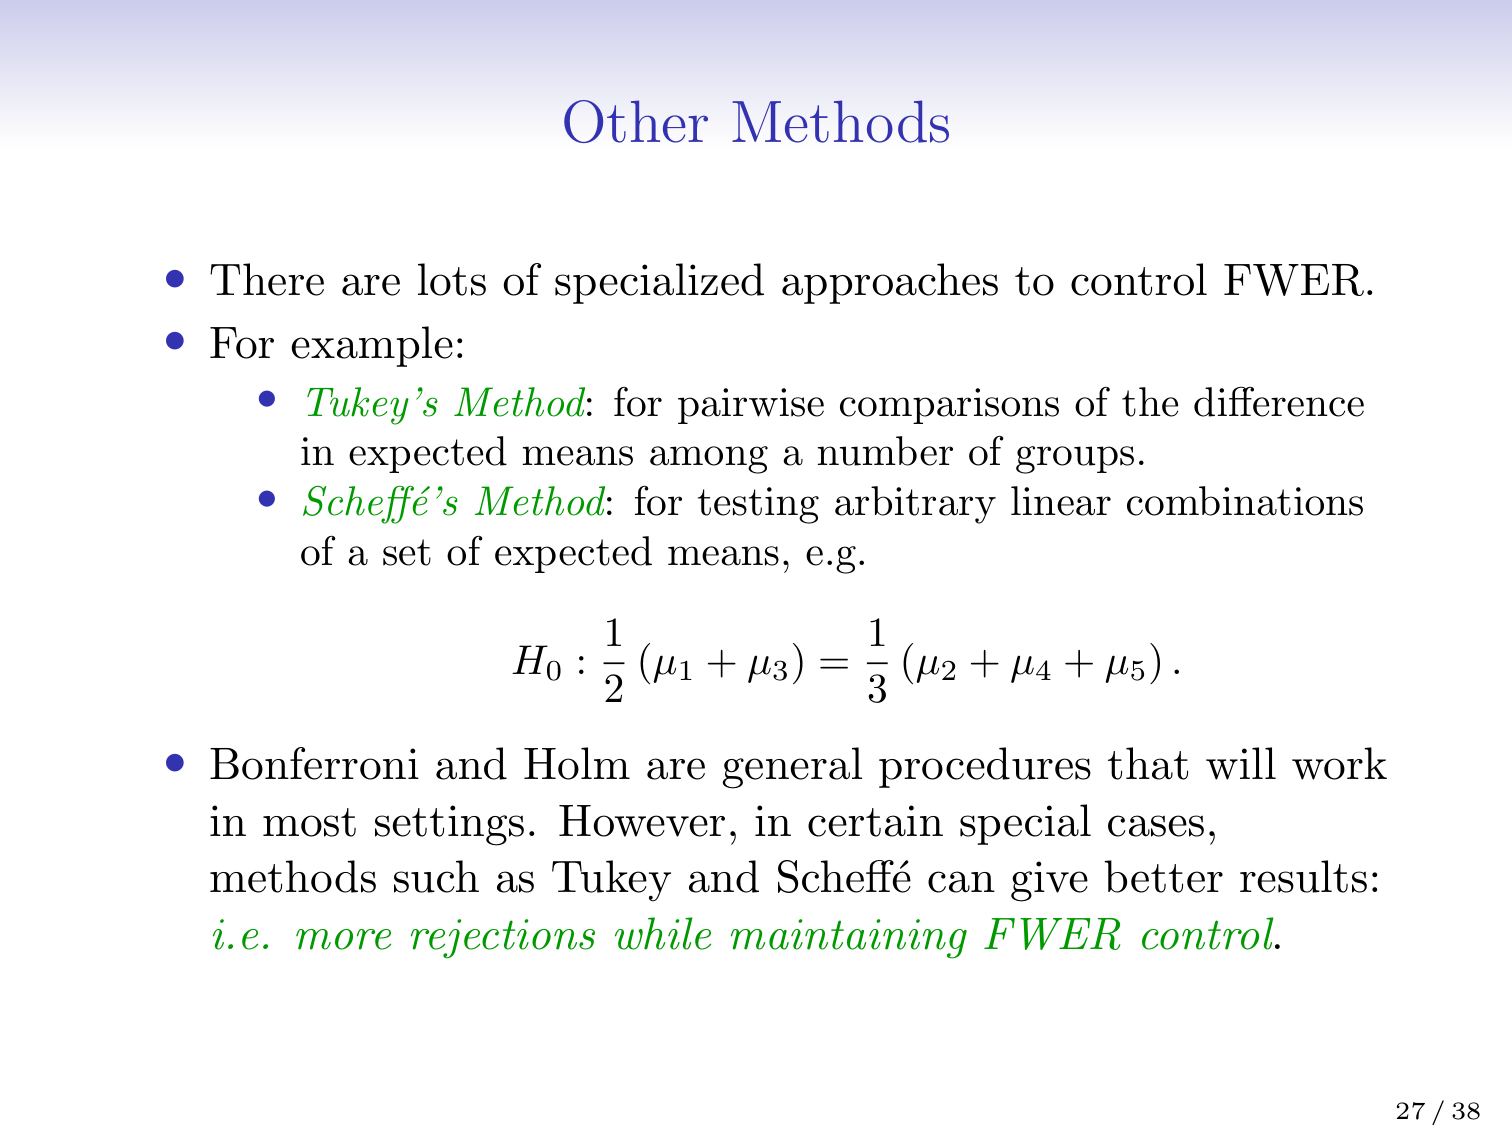 Other Methods
• There are lots of specialized approaches to control FWER.
• For example:
• Tukey's Method: for pairwise comparisons of the difference
in expected means among a number of groups.
• Scheffé's Method: for testing arbitrary linear combinations
of a set of expected means, e.g.
H₀ : 1/2 (μ₁ + μ₃) = 1/3 (μ₂ + μ₄ + μ₅) .
• Bonferroni and Holm are general procedures that will work
in most settings. However, in certain special cases,
methods such as Tukey and Scheffé can give better results:
i.e. more rejections while maintaining FWER control.
27 / 38